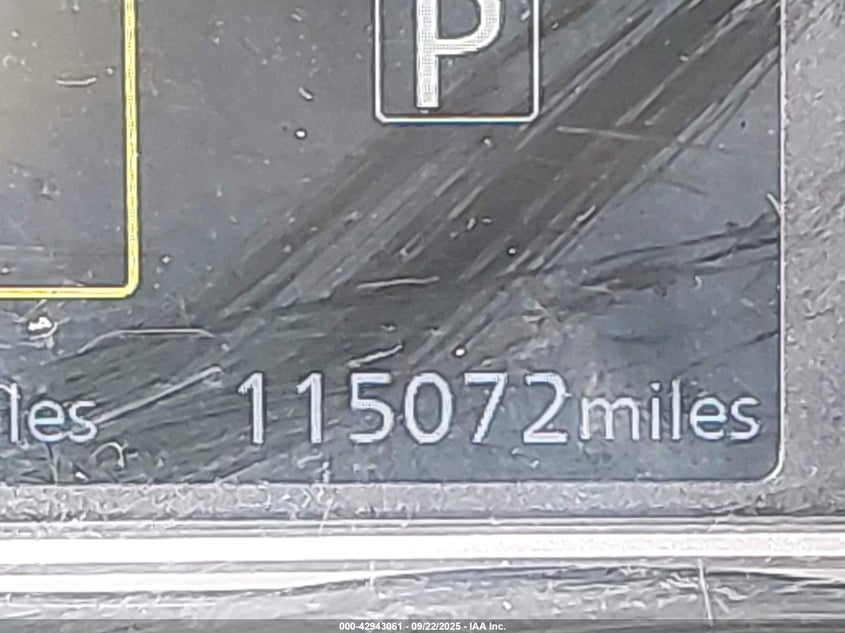 P
les 115072miles
000-42943061 - 09/22/2025 - IAA Inc.